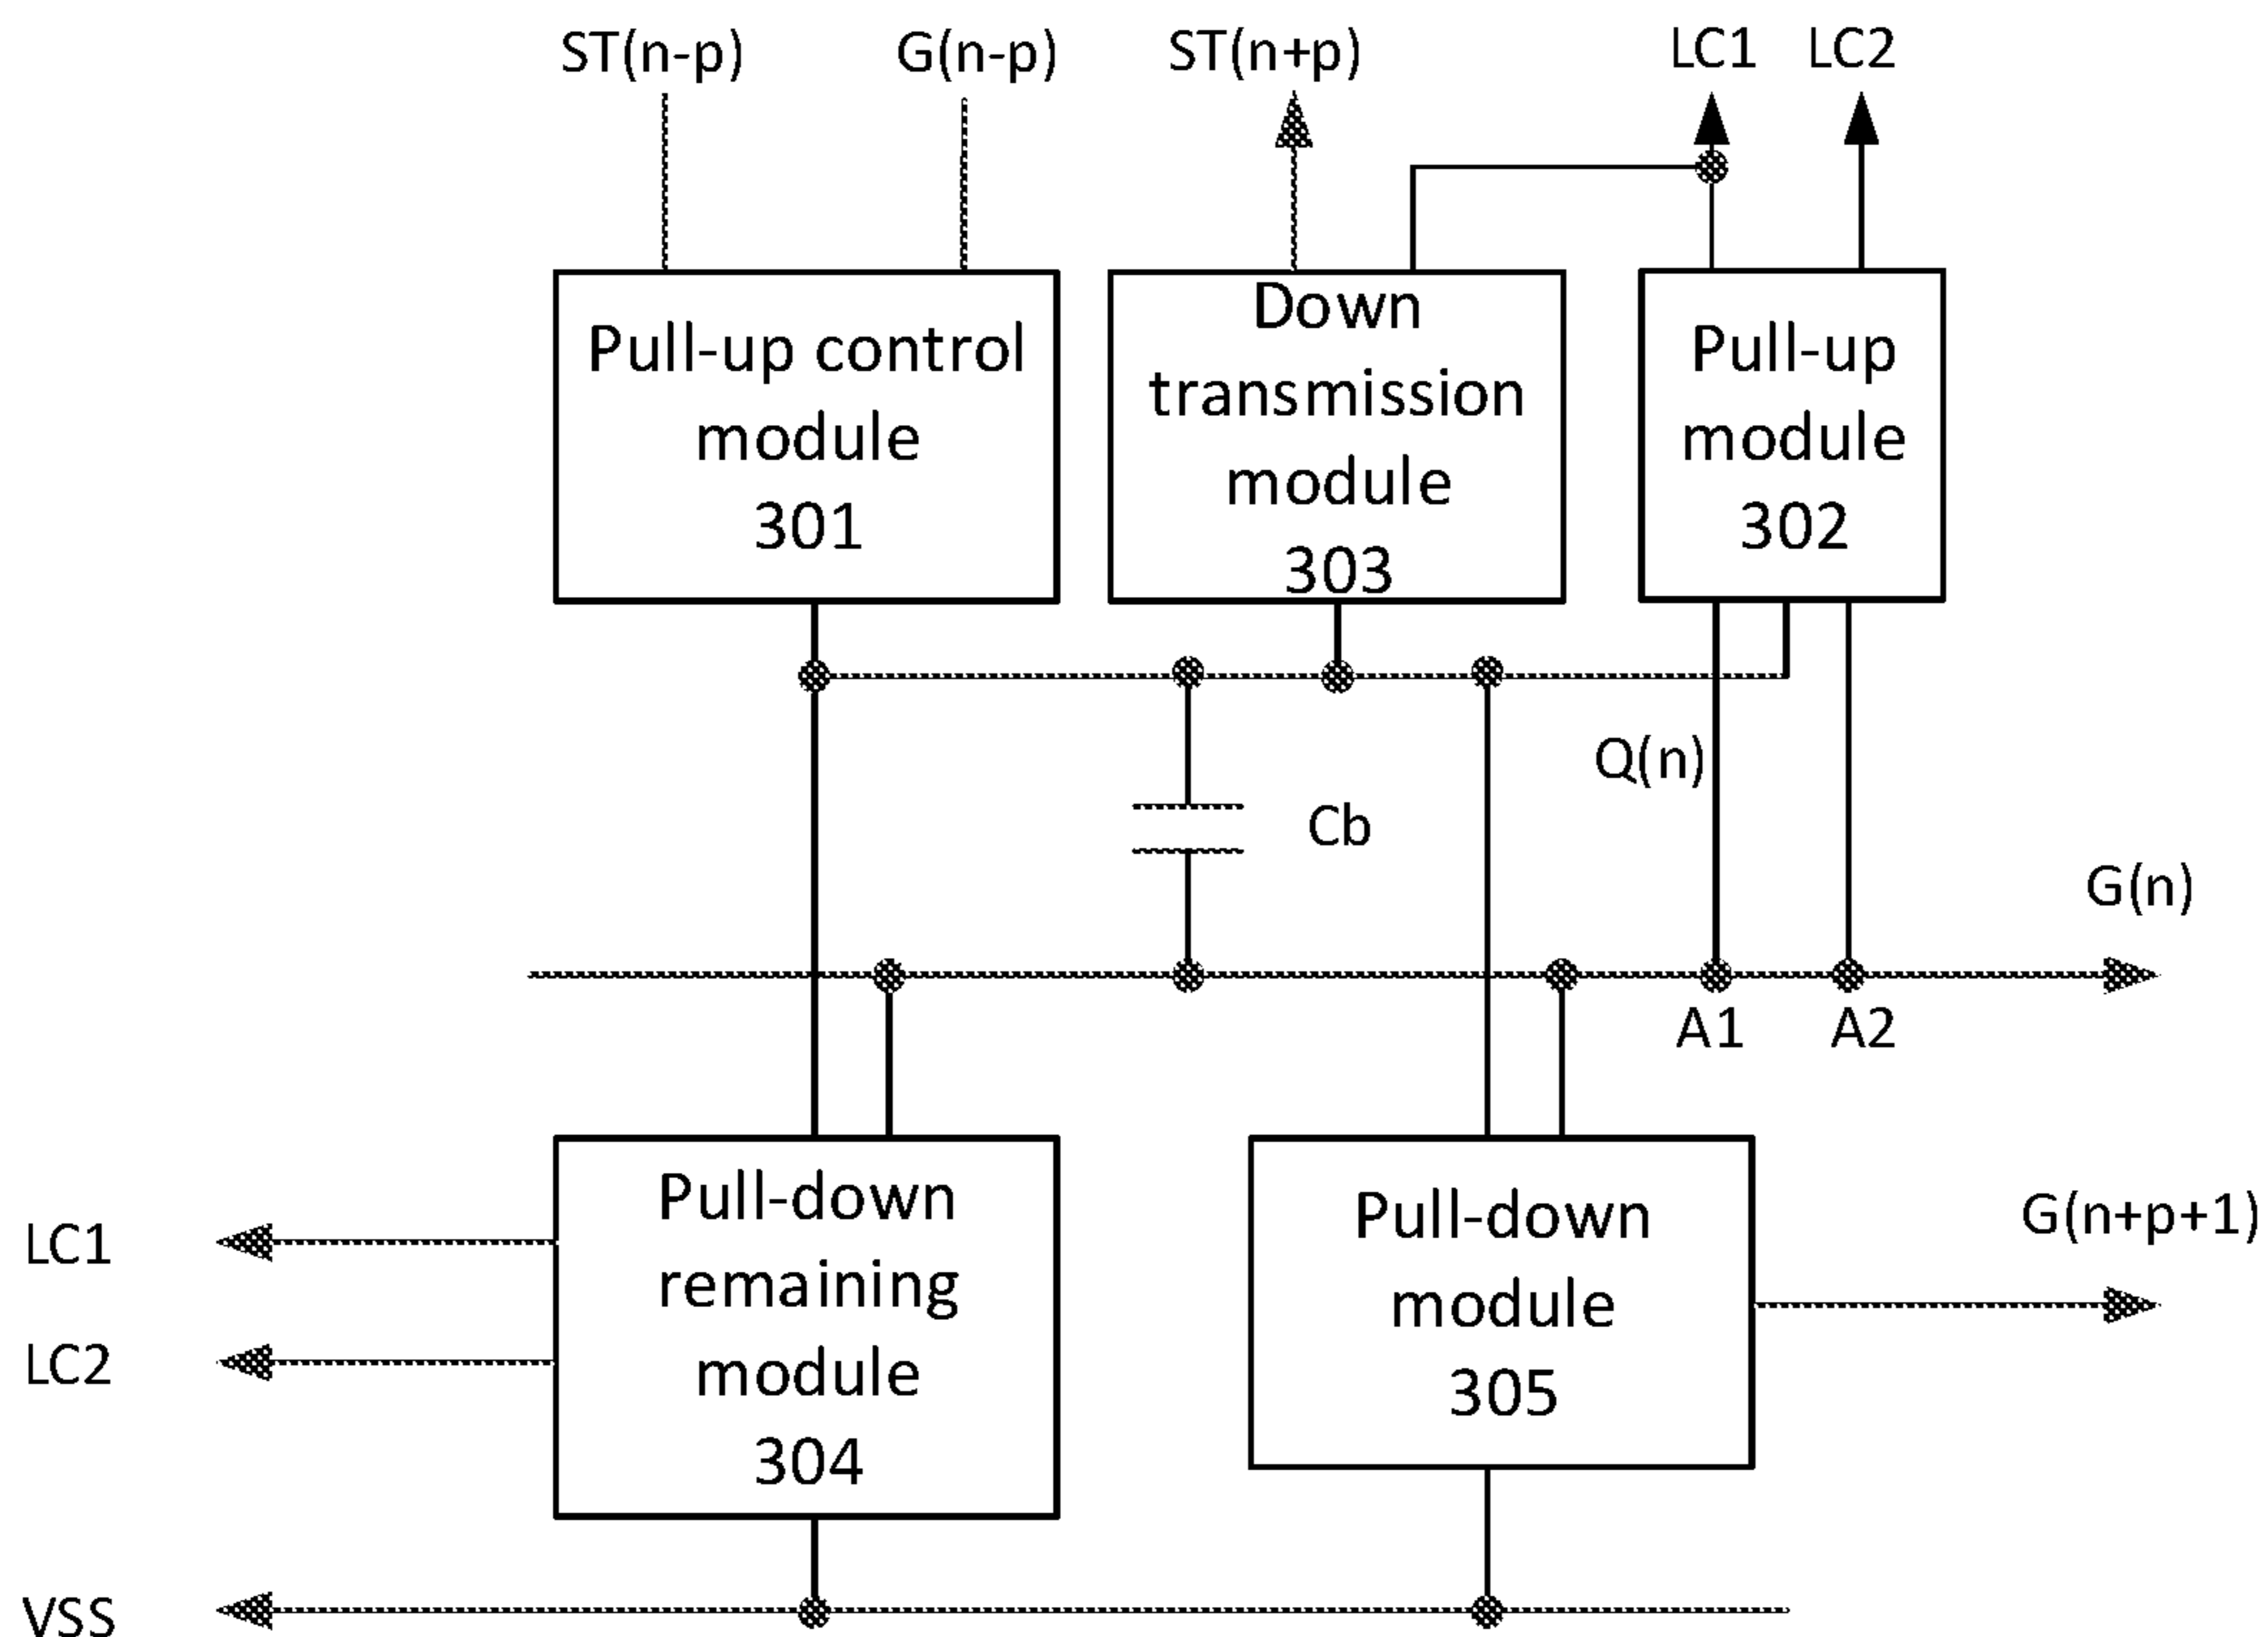 ST(n-p)
G(n-p)
ST(n+p)
LC1
LC2
Pull-up control
module
301
Down
transmission
module
303
Pull-up
module
302
Q(n)
Cb
G(n)
A1
A2
Pull-down
remaining
module
304
Pull-down
module
305
G(n+p+1)
LC1
LC2
VSS